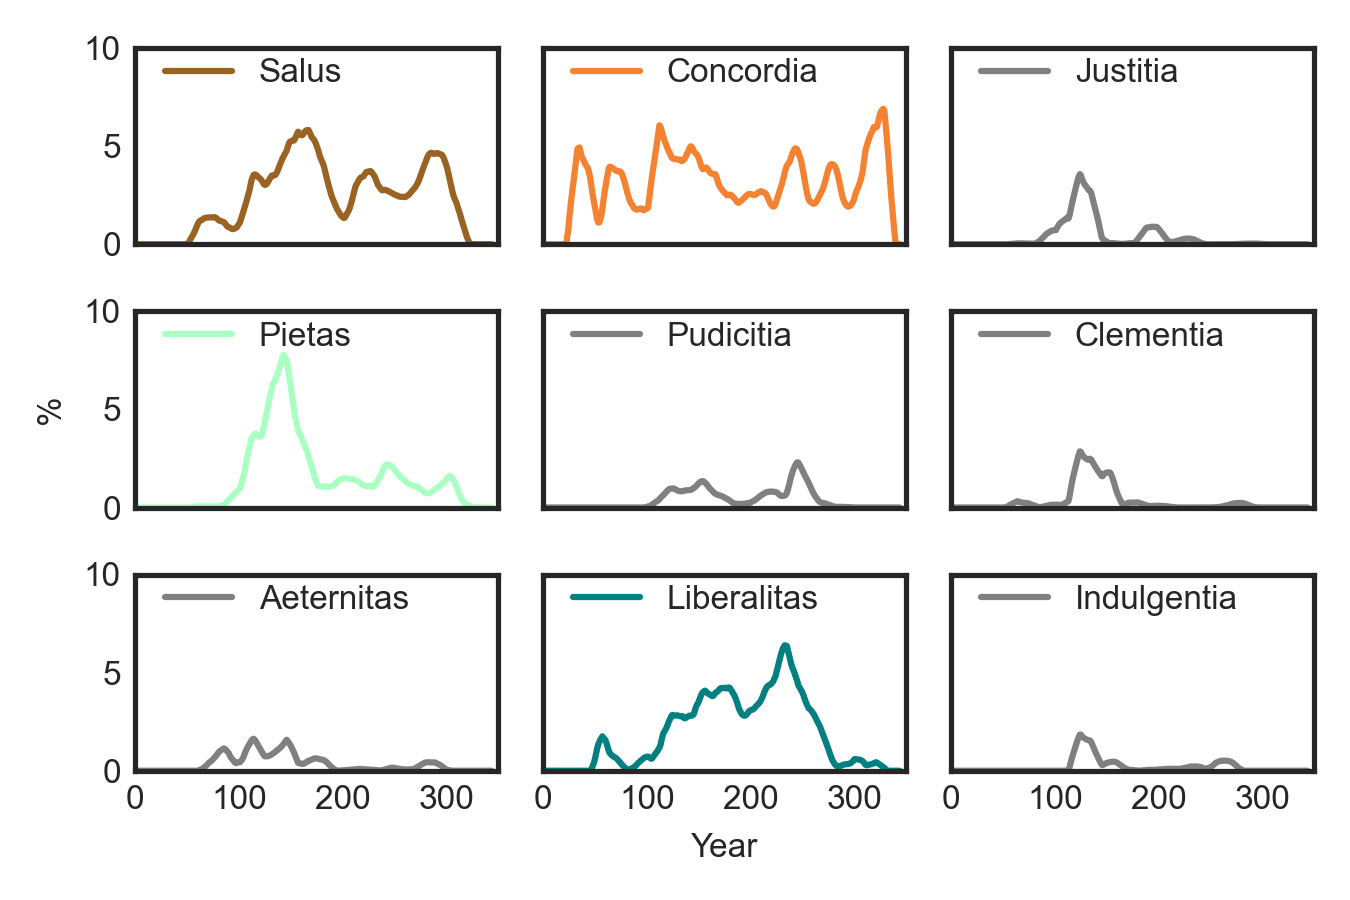 10 Salus Concordia Justitia
5
0
10 Pietas Pudicitia Clementia
% 5
0
10 Aeternitas Liberalitas Indulgentia
5
0
0 100 200 300 0 100 200 300 0 100 200 300
Year